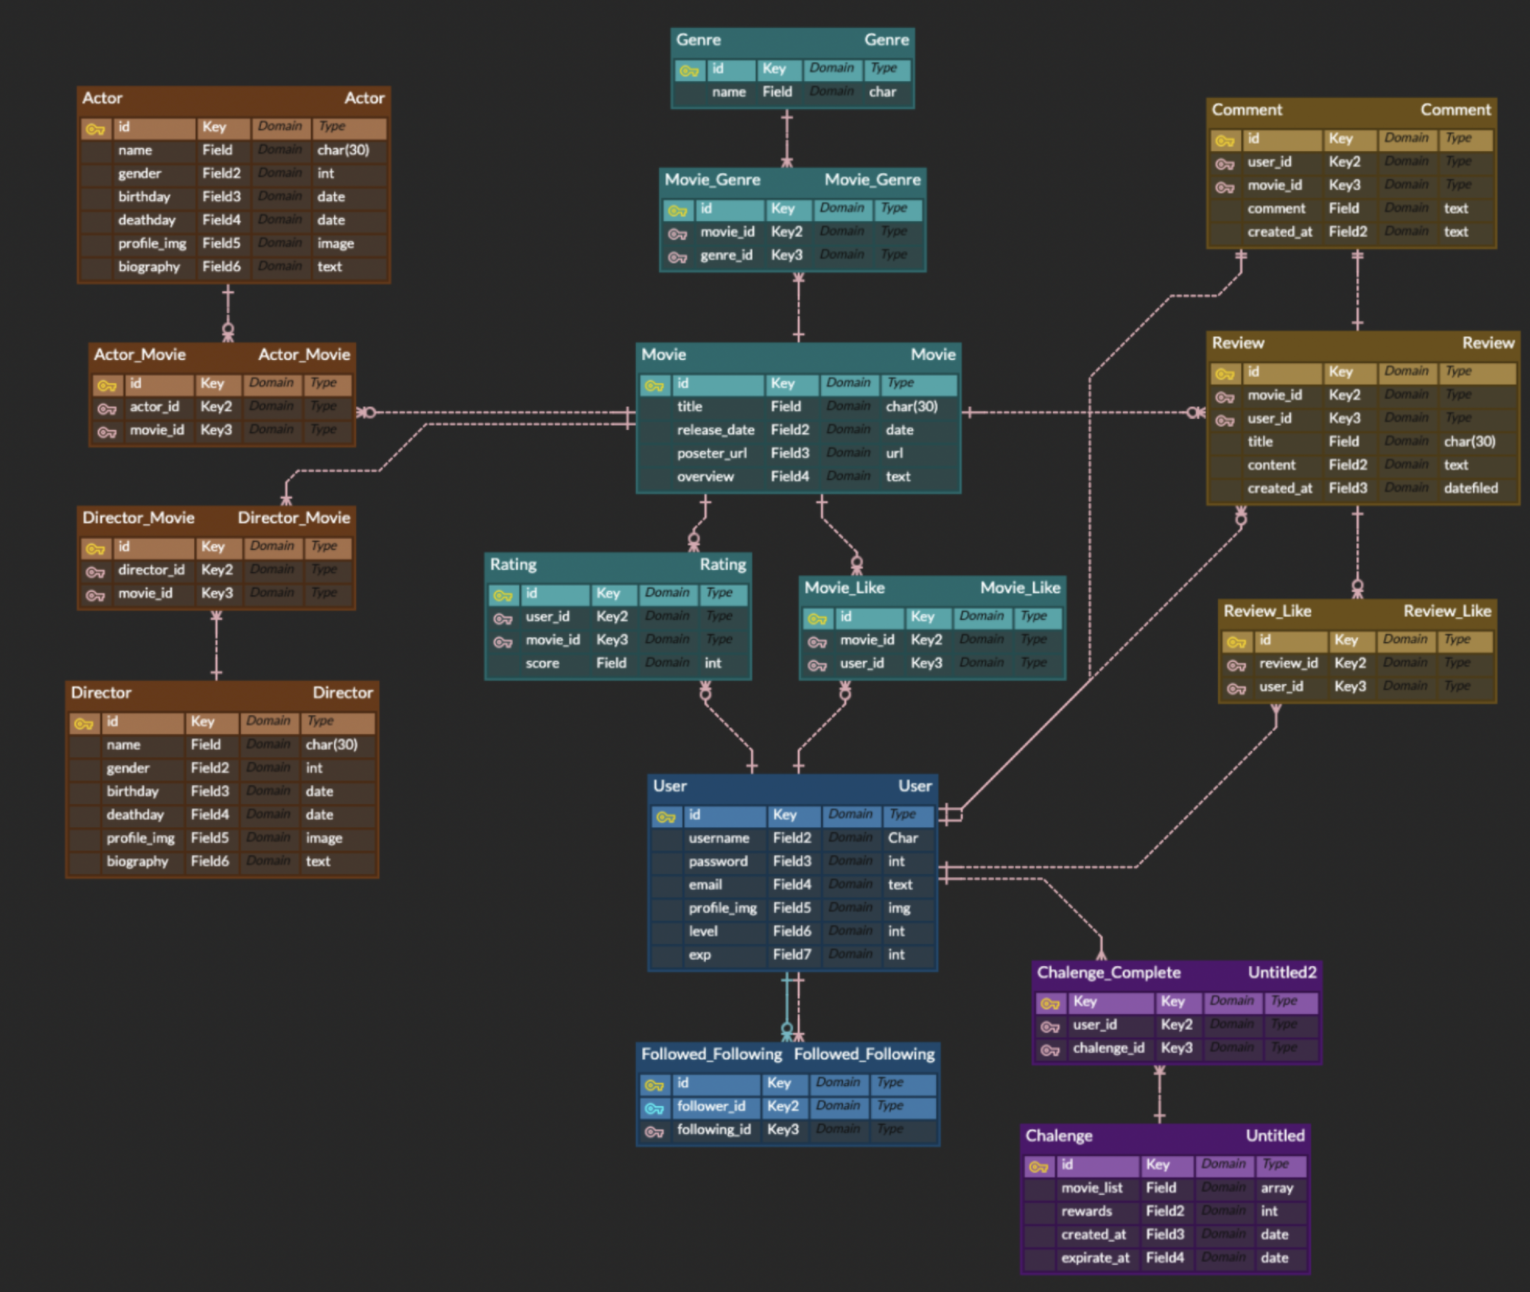 Genre Genre
id Key Domain Type
name Field Domain char
Actor Actor
id Key Domain Type
name Field Domain char(30)
gender Field2 Domain int
birthday Field3 Domain date
deathday Field4 Domain date
profile_img Field5 Domain image
biography Field6 Domain text
Comment Comment
id Key Domain Type
user_id Key2 Domain Type
movie_id Key3 Domain Type
comment Field Domain text
created_at Field2 Domain text
Movie_Genre Movie_Genre
id Key Domain Type
movie_id Key2 Domain Type
genre_id Key3 Domain Type
Actor_Movie Actor_Movie
id Key Domain Type
actor_id Key2 Domain Type
movie_id Key3 Domain Type
Movie Movie
id Key Domain Type
title Field Domain char(30)
release_date Field2 Domain date
poseter_url Field3 Domain url
overview Field4 Domain text
Review Review
id Key Domain Type
movie_id Key2 Domain Type
user_id Key3 Domain Type
title Field Domain char(30)
content Field2 Domain text
created_at Field3 Domain datefiled
Director_Movie Director_Movie
id Key Domain Type
director_id Key2 Domain Type
movie_id Key3 Domain Type
Rating Rating
id Key Domain Type
user_id Key2 Domain Type
movie_id Key3 Domain Type
score Field Domain int
Movie_Like Movie_Like
id Key Domain Type
movie_id Key2 Domain Type
user_id Key3 Domain Type
Review_Like Review_Like
id Key Domain Type
review_id Key2 Domain Type
user_id Key3 Domain Type
Director Director
id Key Domain Type
name Field Domain char(30)
gender Field2 Domain int
birthday Field3 Domain date
deathday Field4 Domain date
profile_img Field5 Domain image
biography Field6 Domain text
User User
id Key Domain Type
username Field2 Domain Char
password Field3 Domain int
email Field4 Domain text
profile_img Field5 Domain img
level Field6 Domain int
exp Field7 Domain int
Chalenge_Complete Untitled2
Key Key Domain Type
user_id Key2 Domain Type
chalenge_id Key3 Domain Type
Followed_Following Followed_Following
id Key Domain Type
follower_id Key2 Domain Type
following_id Key3 Domain Type
Chalenge Untitled
id Key Domain Type
movie_list Field Domain array
rewards Field2 Domain int
created_at Field3 Domain date
expirate_at Field4 Domain date